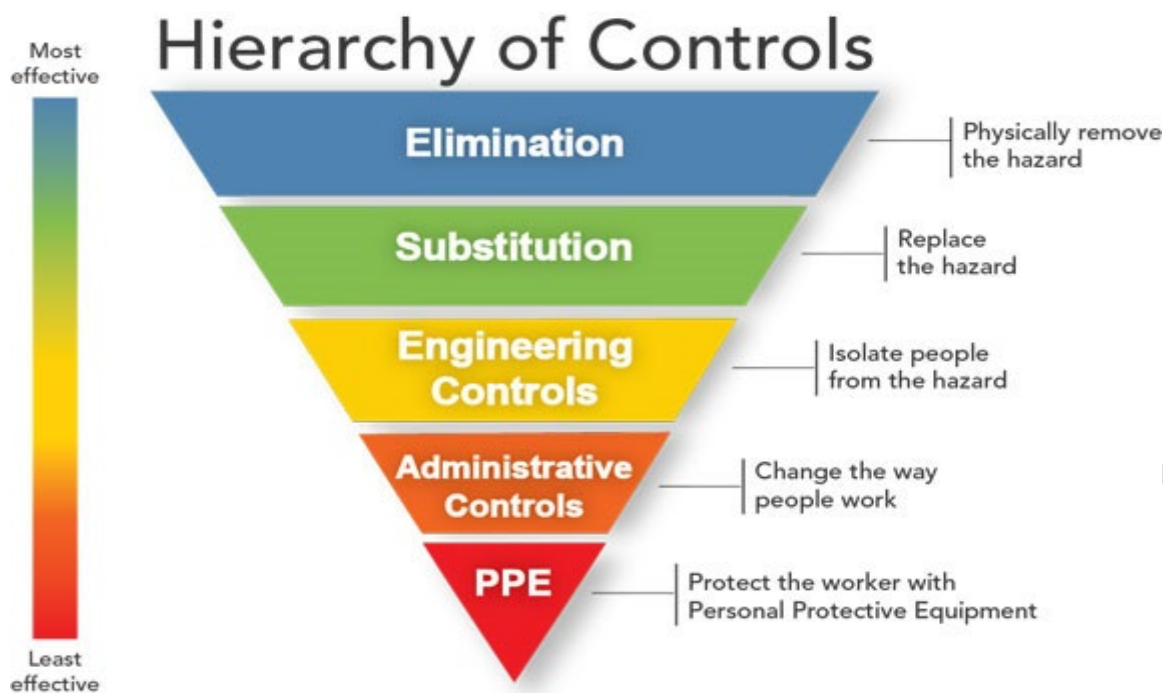 Hierarchy of Controls
Most
effective
Elimination
Physically remove
the hazard
Substitution
Replace
the hazard
Engineering
Controls
Isolate people
from the hazard
Administrative
Controls
Change the way
people work
PPE
Protect the worker with
Personal Protective Equipment
Least
effective